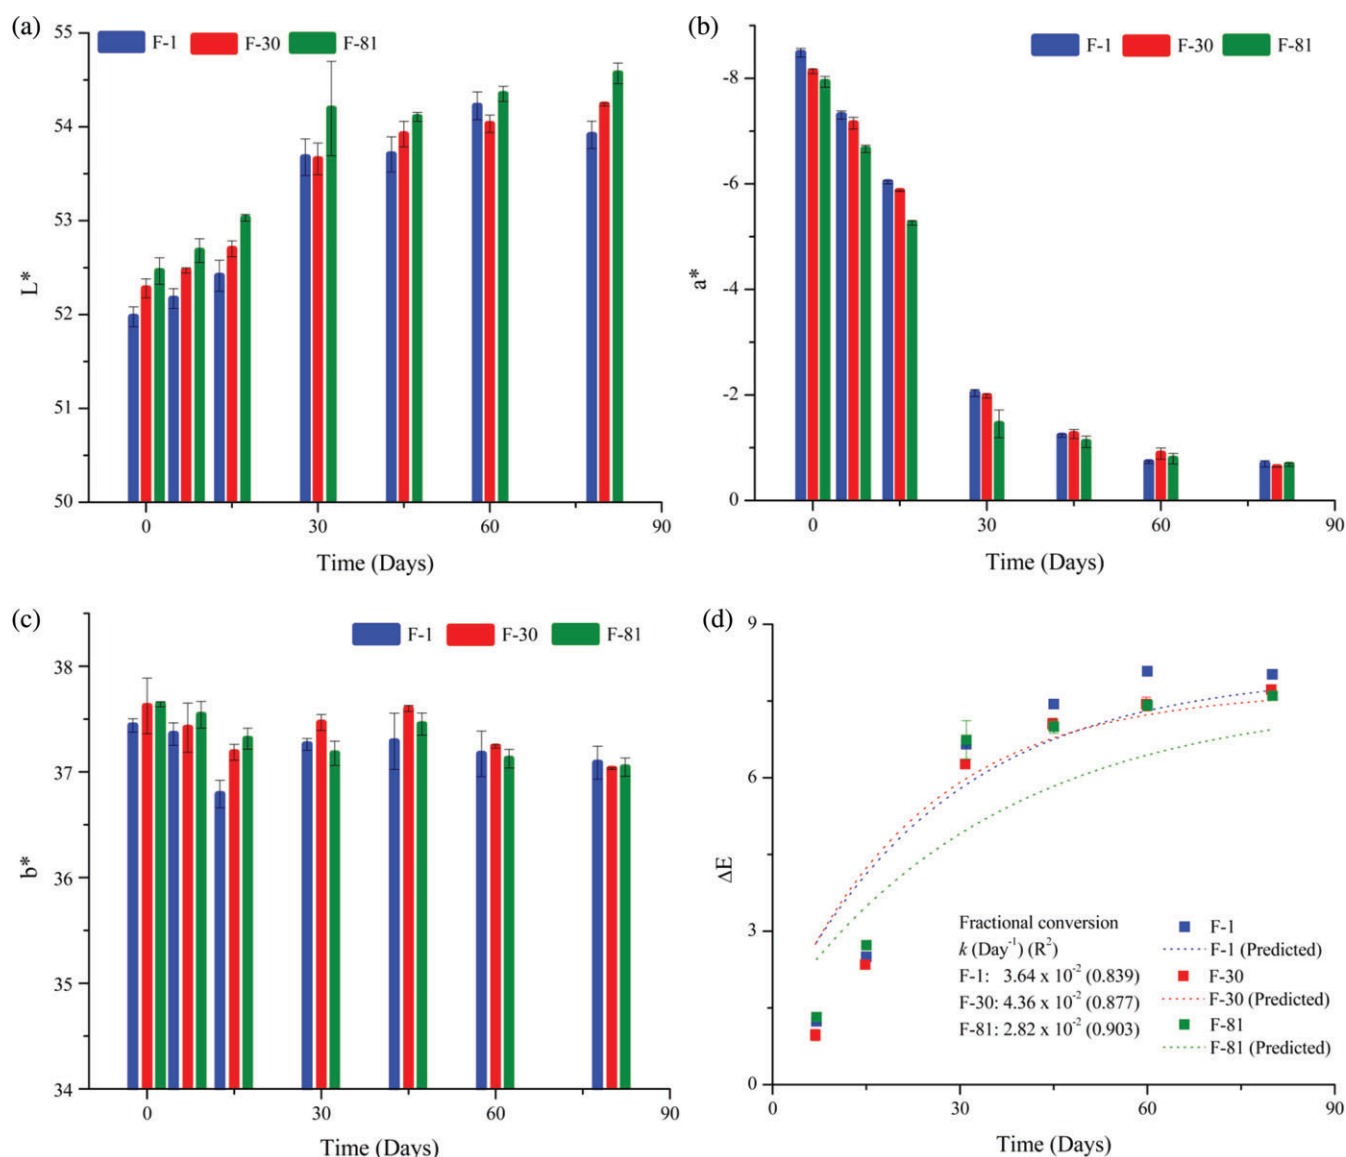 (a)
55
54
53
52
51
50
L*
F-1 F-30 F-81
0 30 60 90
Time (Days)
(b)
-8
-6
-4
-2
0
a*
F-1 F-30 F-81
0 30 60 90
Time (Days)
(c)
38
37
36
35
34
b*
F-1 F-30 F-81
0 30 60 90
Time (Days)
(d)
9
6
3
0
ΔE
Fractional conversion
k (Day⁻¹) (R²)
F-1: 3.64 x 10⁻² (0.839)
F-30: 4.36 x 10⁻² (0.877)
F-81: 2.82 x 10⁻² (0.903)
F-1
F-1 (Predicted)
F-30
F-30 (Predicted)
F-81
F-81 (Predicted)
0 30 60 90
Time (Days)